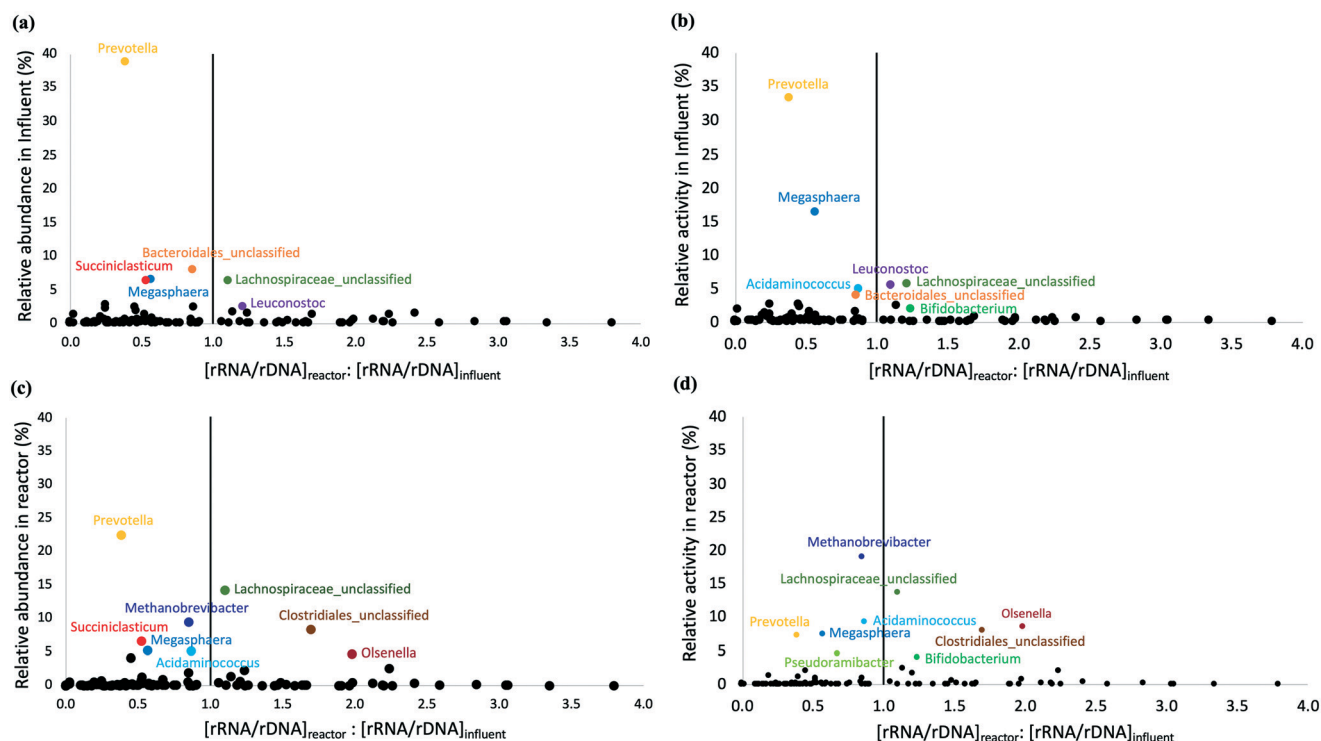 (a)
Relative abundance in Influent (%)
40
35
30
25
20
15
10
5
0
Prevotella
Bacteroidales_unclassified
Succiniclasticum
Megasphaera
Lachnospiraceae_unclassified
Leuconostoc
0.0 0.5 1.0 1.5 2.0 2.5 3.0 3.5 4.0
[rRNA/rDNA]reactor: [rRNA/rDNA]influent
(b)
Relative activity in Influent (%)
40
35
30
25
20
15
10
5
0
Prevotella
Megasphaera
Leuconostoc
Lachnospiraceae_unclassified
Acidaminococcus
Bacteroidales_unclassified
Bifidobacterium
0.0 0.5 1.0 1.5 2.0 2.5 3.0 3.5 4.0
[rRNA/rDNA]reactor: [rRNA/rDNA]influent
(c)
Relative abundance in reactor (%)
40
35
30
25
20
15
10
5
0
Prevotella
Lachnospiraceae_unclassified
Methanobrevibacter
Clostridiales_unclassified
Succiniclasticum
Megasphaera
Olsenella
Acidaminococcus
0.0 0.5 1.0 1.5 2.0 2.5 3.0 3.5 4.0
[rRNA/rDNA]reactor : [rRNA/rDNA]influent
(d)
Relative activity in reactor (%)
40
35
30
25
20
15
10
5
0
Methanobrevibacter
Lachnospiraceae_unclassified
Olsenella
Prevotella
Acidaminococcus
Megasphaera
Clostridiales_unclassified
Pseudoramibacter
Bifidobacterium
0.0 0.5 1.0 1.5 2.0 2.5 3.0 3.5 4.0
[rRNA/rDNA]reactor: [rRNA/rDNA]influent